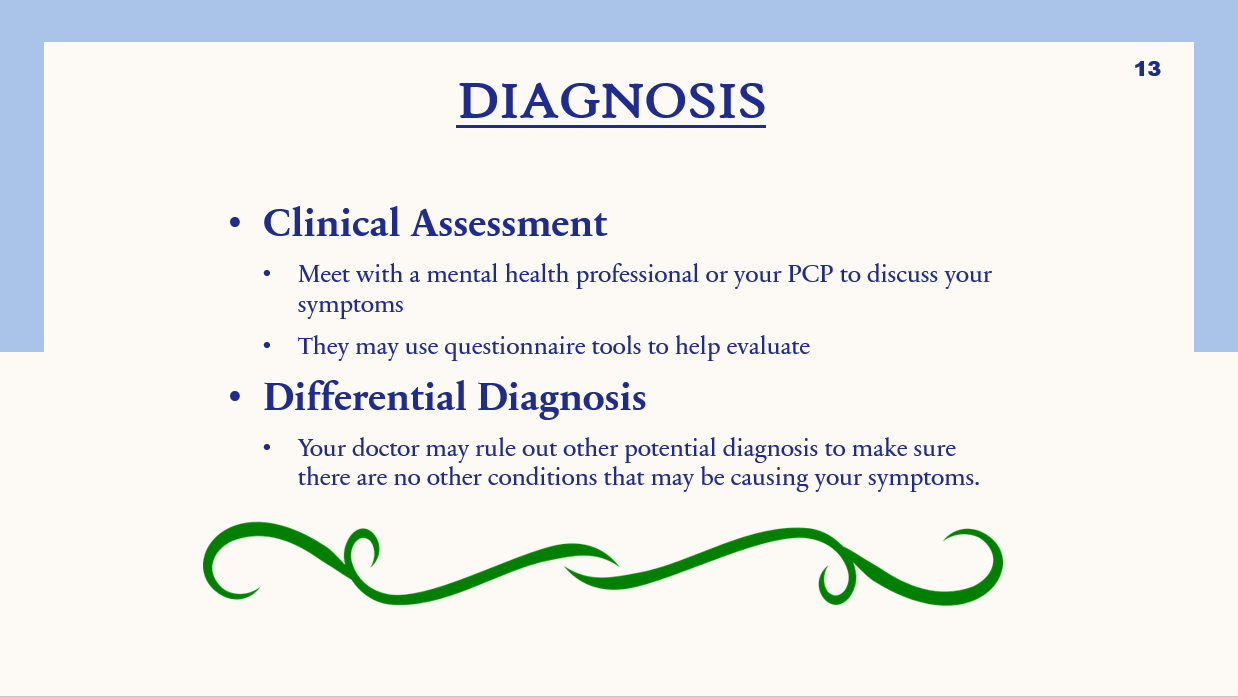 13
DIAGNOSIS
• Clinical Assessment
• Meet with a mental health professional or your PCP to discuss your
symptoms
• They may use questionnaire tools to help evaluate
• Differential Diagnosis
• Your doctor may rule out other potential diagnosis to make sure
there are no other conditions that may be causing your symptoms.